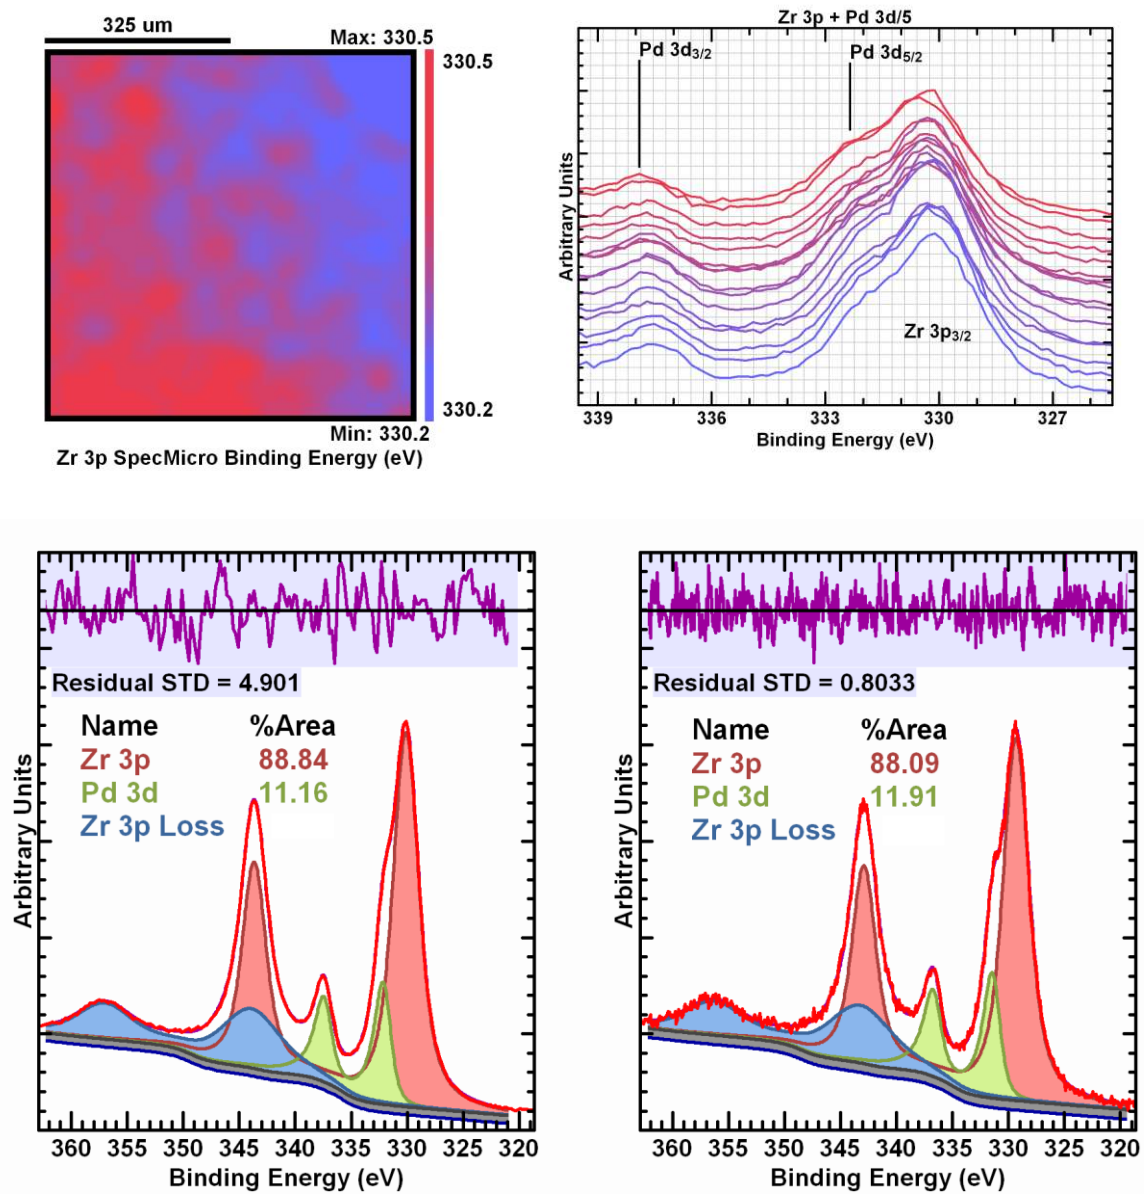 325 um
Max: 330.5
330.5
330.2
Min: 330.2
Zr 3p SpecMicro Binding Energy (eV)
Zr 3p + Pd 3d/5
Pd 3d3/2
Pd 3d5/2
Zr 3p3/2
Arbitrary Units
339 336 333 330 327
Binding Energy (eV)
Residual STD = 4.901
Name %Area
Zr 3p 88.84
Pd 3d 11.16
Zr 3p Loss
Arbitrary Units
360 355 350 345 340 335 330 325 320
Binding Energy (eV)
Residual STD = 0.8033
Name %Area
Zr 3p 88.09
Pd 3d 11.91
Zr 3p Loss
Arbitrary Units
360 355 350 345 340 335 330 325 320
Binding Energy (eV)